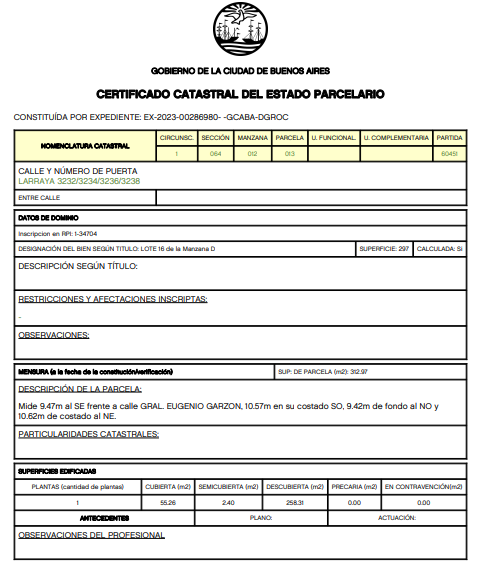 GOBIERNO DE LA CIUDAD DE BUENOS AIRES
CERTIFICADO CATASTRAL DEL ESTADO PARCELARIO
CONSTITUÍDA POR EXPEDIENTE: EX-2023-00286980- -GCABA-DGROC
NOMENCLATURA CATASTRAL
CIRCUNSC. SECCIÓN MANZANA PARCELA U. FUNCIONAL. U. COMPLEMENTARIA PARTIDA
1 064 012 013 60451
CALLE Y NÚMERO DE PUERTA
LARRAYA 3232/3234/3236/3238
ENTRE CALLE
DATOS DE DOMINIO
Inscripcion en RPI: 1-34704
DESIGNACIÓN DEL BIEN SEGÚN TITULO: LOTE 16 de la Manzana D SUPERFICIE: 297 CALCULADA: Si
DESCRIPCIÓN SEGÚN TÍTULO:
RESTRICCIONES Y AFECTACIONES INSCRIPTAS:
-
OBSERVACIONES:
MENSURA (a la fecha de la constitución/verificación) SUP: DE PARCELA (m2): 312.97
DESCRIPCIÓN DE LA PARCELA:
Mide 9.47m al SE frente a calle GRAL. EUGENIO GARZON, 10.57m en su costado SO, 9.42m de fondo al NO y
10.62m de costado al NE.
PARTICULARIDADES CATASTRALES:
SUPERFICIES EDIFICADAS
PLANTAS (cantidad de plantas) CUBIERTA (m2) SEMICUBIERTA (m2) DESCUBIERTA (m2) PRECARIA (m2) EN CONTRAVENCIÓN(m2)
1 55.26 2.40 258.31 0.00 0.00
ANTECEDENTES PLANO: ACTUACIÓN:
OBSERVACIONES DEL PROFESIONAL